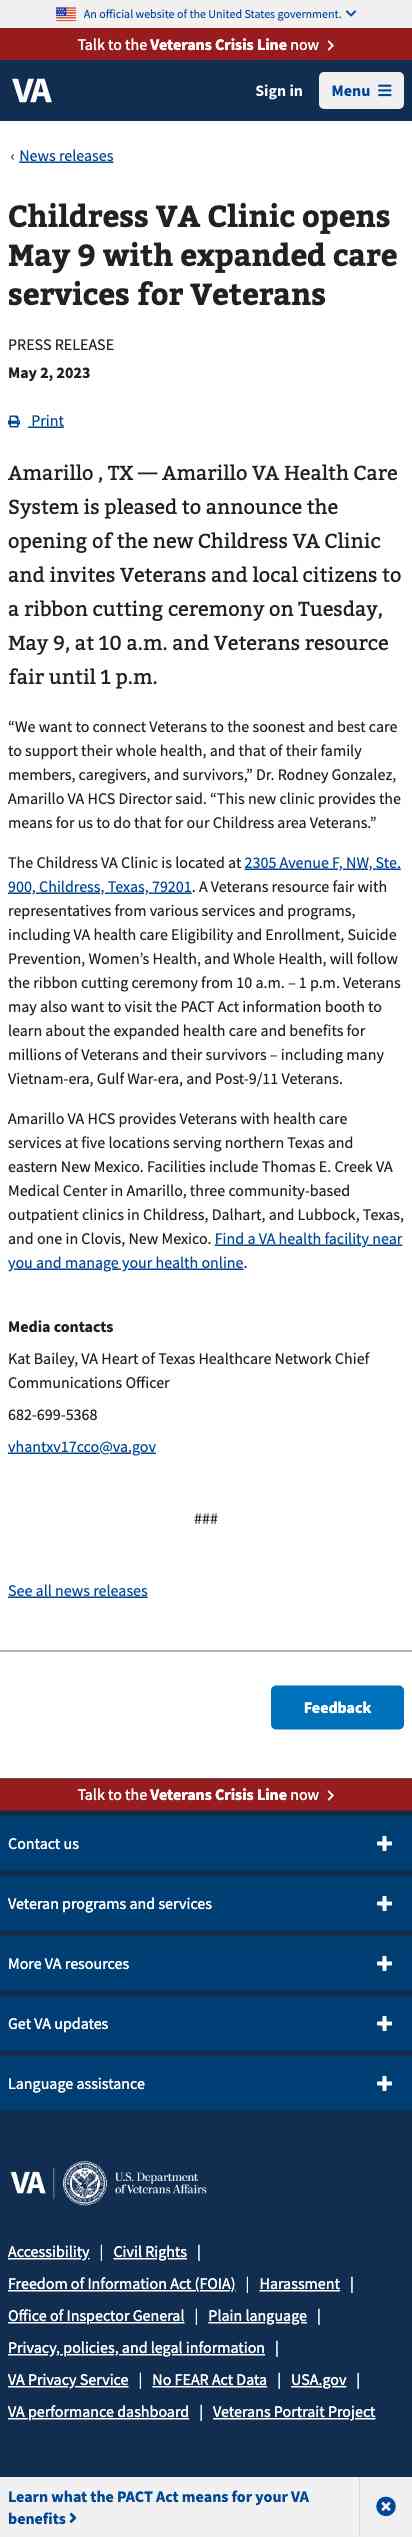 An official website of the United States government.
Talk to the Veterans Crisis Line now
VA
Sign in
Menu
‹ News releases
Childress VA Clinic opens
May 9 with expanded care
services for Veterans
PRESS RELEASE
May 2, 2023
Print
Amarillo , TX — Amarillo VA Health Care
System is pleased to announce the
opening of the new Childress VA Clinic
and invites Veterans and local citizens to
a ribbon cutting ceremony on Tuesday,
May 9, at 10 a.m. and Veterans resource
fair until 1 p.m.
“We want to connect Veterans to the soonest and best care
to support their whole health, and that of their family
members, caregivers, and survivors,” Dr. Rodney Gonzalez,
Amarillo VA HCS Director said. “This new clinic provides the
means for us to do that for our Childress area Veterans.”
The Childress VA Clinic is located at 2305 Avenue F, NW, Ste.
900, Childress, Texas, 79201. A Veterans resource fair with
representatives from various services and programs,
including VA health care Eligibility and Enrollment, Suicide
Prevention, Women’s Health, and Whole Health, will follow
the ribbon cutting ceremony from 10 a.m. – 1 p.m. Veterans
may also want to visit the PACT Act information booth to
learn about the expanded health care and benefits for
millions of Veterans and their survivors – including many
Vietnam-era, Gulf War-era, and Post-9/11 Veterans.
Amarillo VA HCS provides Veterans with health care
services at five locations serving northern Texas and
eastern New Mexico. Facilities include Thomas E. Creek VA
Medical Center in Amarillo, three community-based
outpatient clinics in Childress, Dalhart, and Lubbock, Texas,
and one in Clovis, New Mexico. Find a VA health facility near
you and manage your health online.
Media contacts
Kat Bailey, VA Heart of Texas Healthcare Network Chief
Communications Officer
682-699-5368
vhantxv17cco@va.gov
###
See all news releases
Feedback
Talk to the Veterans Crisis Line now
Contact us
Veteran programs and services
More VA resources
Get VA updates
Language assistance
VA | U.S. Department
of Veterans Affairs
Accessibility | Civil Rights |
Freedom of Information Act (FOIA) | Harassment |
Office of Inspector General | Plain language |
Privacy, policies, and legal information |
VA Privacy Service | No FEAR Act Data | USA.gov |
VA performance dashboard | Veterans Portrait Project
Learn what the PACT Act means for your VA
benefits